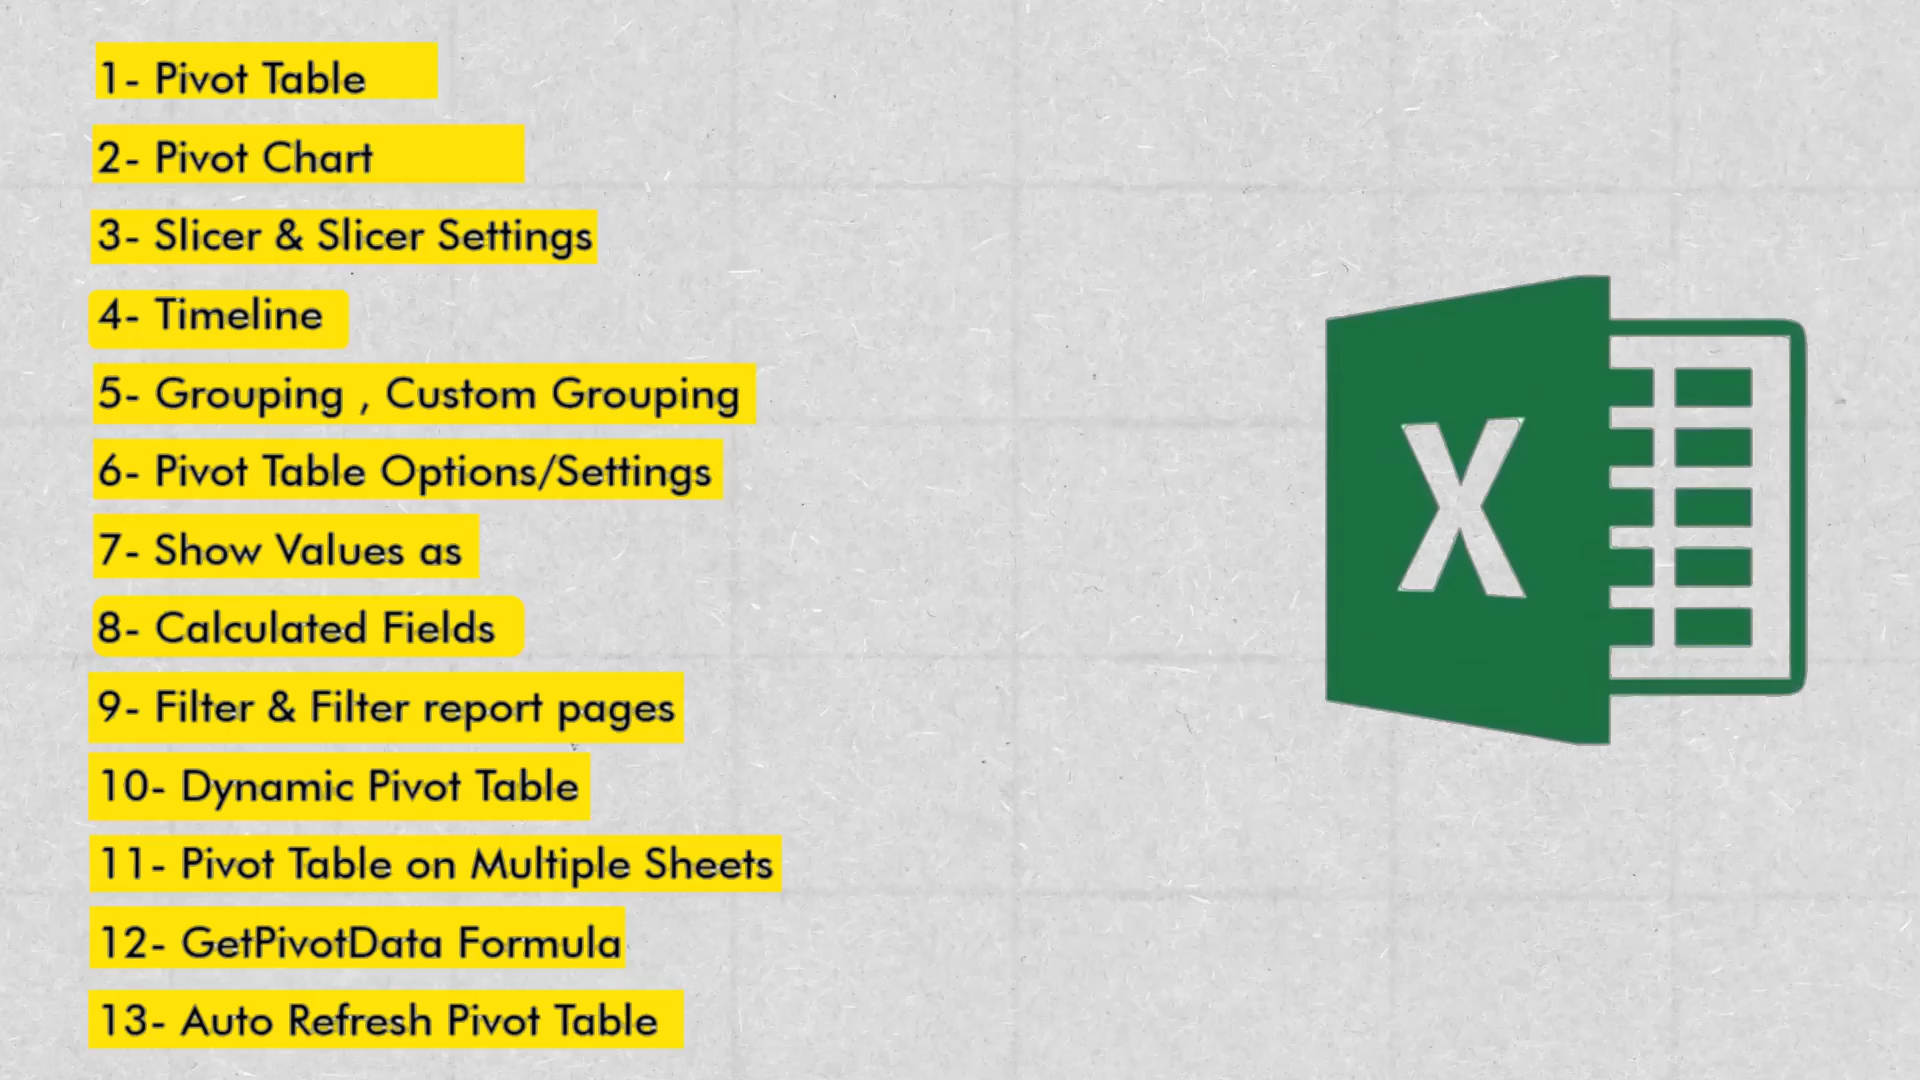 1- Pivot Table
2- Pivot Chart
3- Slicer & Slicer Settings
4- Timeline
5- Grouping , Custom Grouping
6- Pivot Table Options/Settings
7- Show Values as
8- Calculated Fields
9- Filter & Filter report pages
10- Dynamic Pivot Table
11- Pivot Table on Multiple Sheets
12- GetPivotData Formula
13- Auto Refresh Pivot Table
X